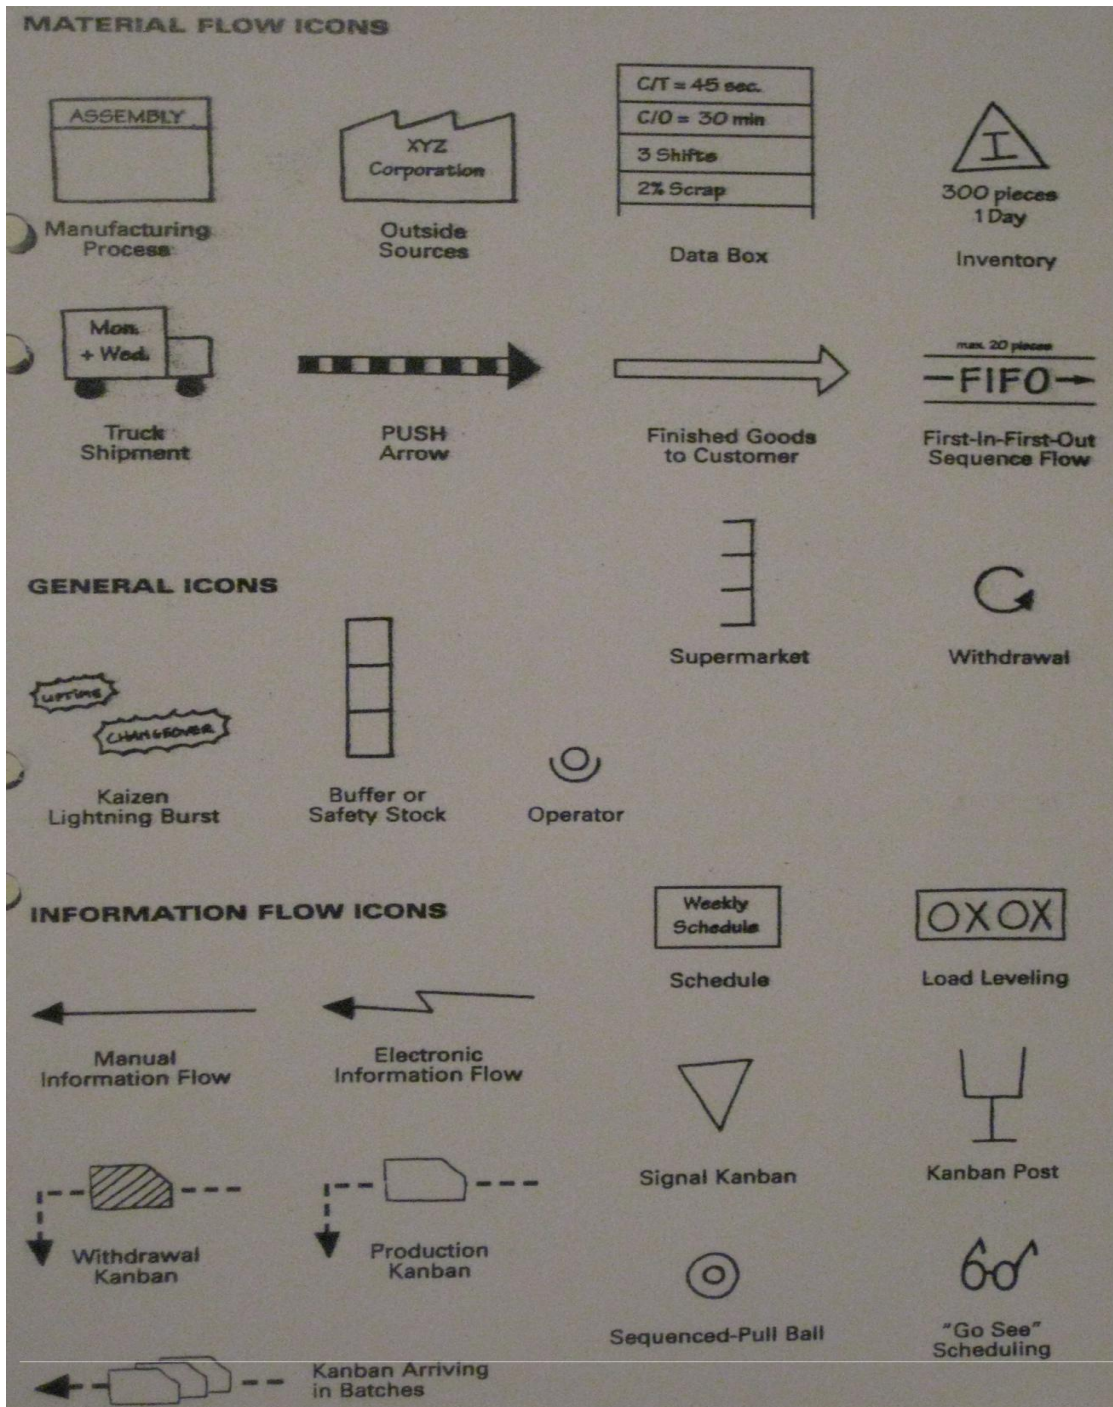 MATERIAL FLOW ICONS
ASSEMBLY
Manufacturing
Process
XYZ
Corporation
Outside
Sources
C/T = 45 sec.
C/O = 30 min
3 Shifts
2% Scrap
Data Box
I
300 pieces
1 Day
Inventory
Mon.
+ Wed.
Truck
Shipment
PUSH
Arrow
Finished Goods
to Customer
max. 20 pieces
FIFO
First-In-First-Out
Sequence Flow
Supermarket
Withdrawal
GENERAL ICONS
UPTIME
CHANGEOVER
Kaizen
Lightning Burst
Buffer or
Safety Stock
Operator
INFORMATION FLOW ICONS
Manual
Information Flow
Electronic
Information Flow
Weekly
Schedule
Schedule
OXOX
Load Leveling
Signal Kanban
Kanban Post
Withdrawal
Kanban
Production
Kanban
Sequenced-Pull Ball
"Go See"
Scheduling
Kanban Arriving
in Batches